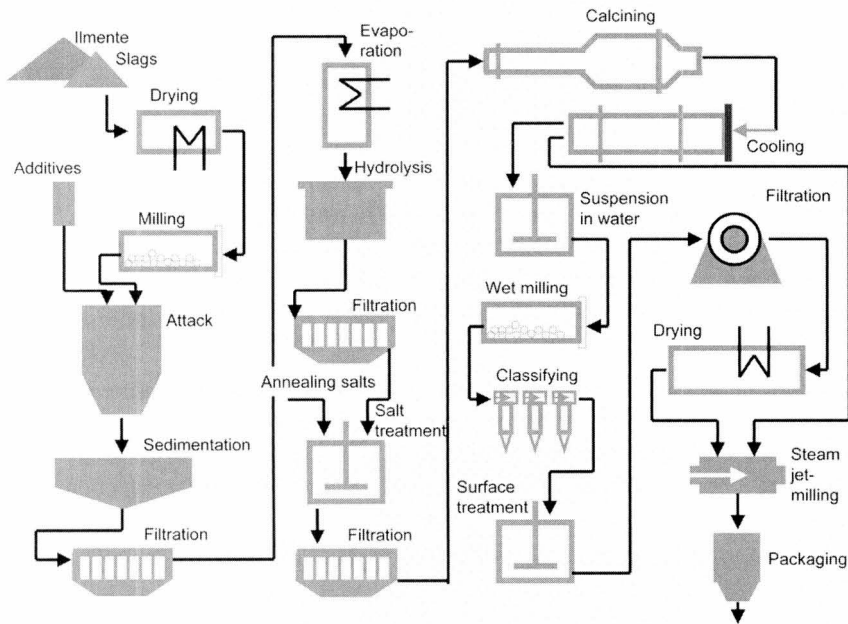 Ilmente
Slags
Drying
Additives
Milling
Attack
Sedimentation
Filtration
Evapo-
ration
Hydrolysis
Filtration
Annealing salts
Salt
treatment
Filtration
Calcining
Cooling
Suspension
in water
Wet milling
Classifying
Surface
treatment
Filtration
Drying
Steam
jet-
milling
Packaging